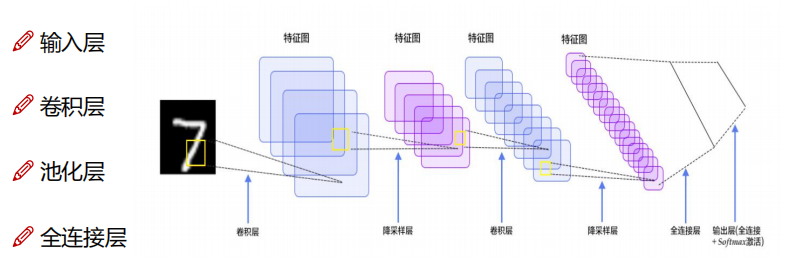 输入层
卷积层
池化层
全连接层
特征图
特征图
特征图
特征图
7
卷积层
降采样层
卷积层
降采样层
全连接层
输出层(全连接
+ Softmax激活)